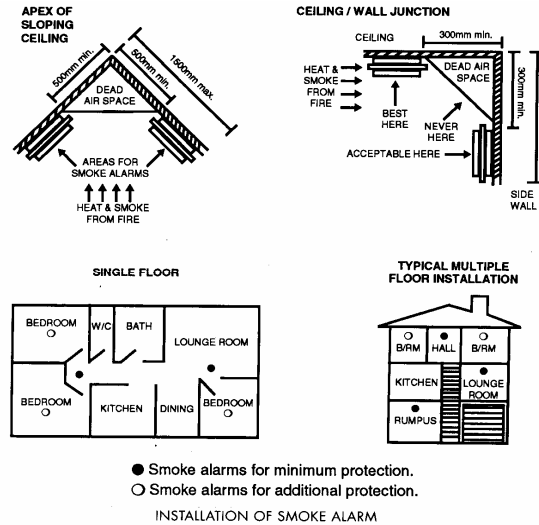 APEX OF
SLOPING
CEILING
500mm min.
500mm min.
1500mm max.
DEAD
AIR SPACE
AREAS FOR
SMOKE ALARMS
HEAT & SMOKE
FROM FIRE
CEILING / WALL JUNCTION
CEILING
300mm min.
HEAT &
SMOKE
FROM
FIRE
DEAD AIR
SPACE
300mm min.
BEST
HERE
NEVER
HERE
ACCEPTABLE HERE
SIDE
WALL
SINGLE FLOOR
BEDROOM
W/C
BATH
LOUNGE ROOM
BEDROOM
KITCHEN
DINING
BEDROOM
TYPICAL MULTIPLE
FLOOR INSTALLATION
B/RM
HALL
B/RM
KITCHEN
LOUNGE
ROOM
RUMPUS
Smoke alarms for minimum protection.
Smoke alarms for additional protection.
INSTALLATION OF SMOKE ALARM